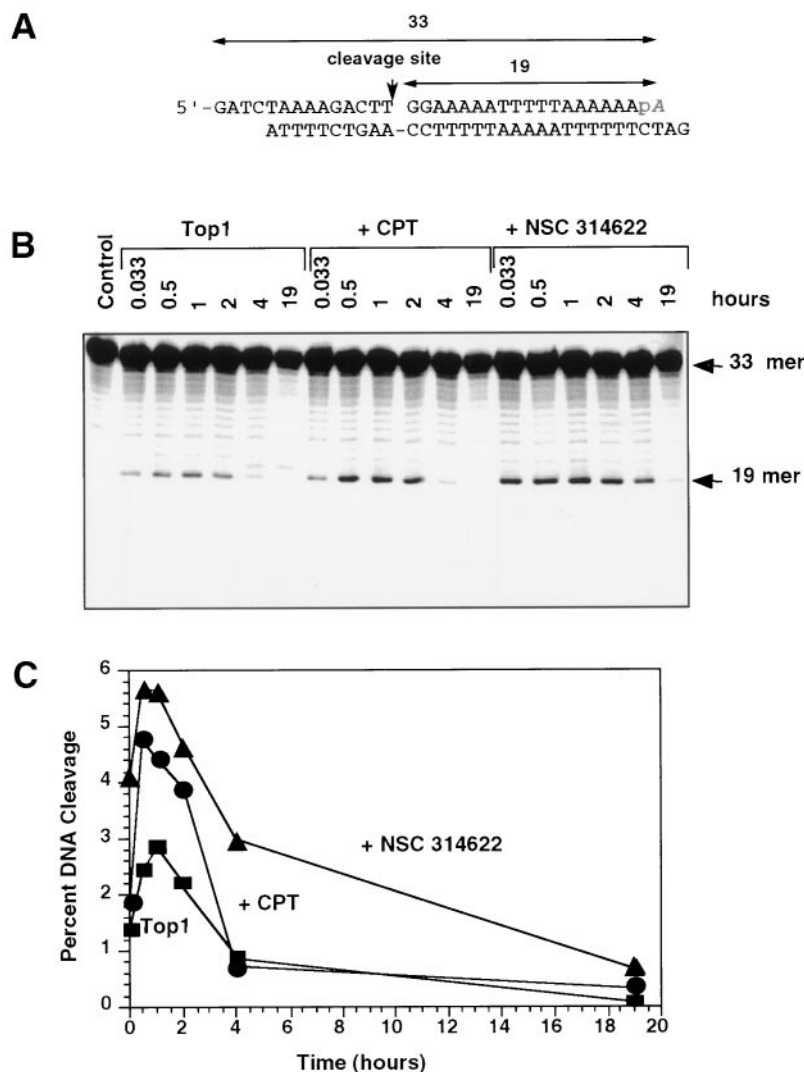 A
33
cleavage site
19
5'-GATCTAAAAGACTT GGAAAAATTTTTAAAAAApA
ATTTTCTGAA-CCTTTTTAAAAATTTTTTCTAG
B
Top1 + CPT + NSC 314622
Control 0.033 0.5 1 2 4 19 0.033 0.5 1 2 4 19 0.033 0.5 1 2 4 19 hours
33 mer
19 mer
C
Percent DNA Cleavage
6
5
4
3
2
1
0
+ NSC 314622
+ CPT
Top1
0 2 4 6 8 10 12 14 16 18 20
Time (hours)